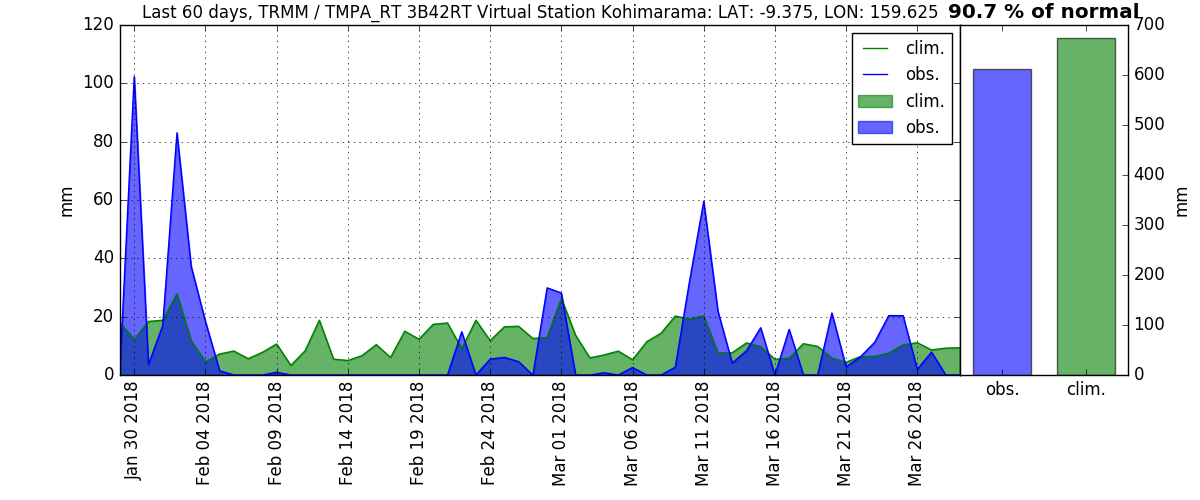 Last 60 days, TRMM / TMPA_RT 3B42RT Virtual Station Kohimarama: LAT: -9.375, LON: 159.625
90.7 % of normal
mm
120
100
80
60
40
20
0
clim.
obs.
clim.
obs.
Jan 30 2018
Feb 04 2018
Feb 09 2018
Feb 14 2018
Feb 19 2018
Feb 24 2018
Mar 01 2018
Mar 06 2018
Mar 11 2018
Mar 16 2018
Mar 21 2018
Mar 26 2018
700
600
500
400
300
200
100
0
mm
obs.
clim.